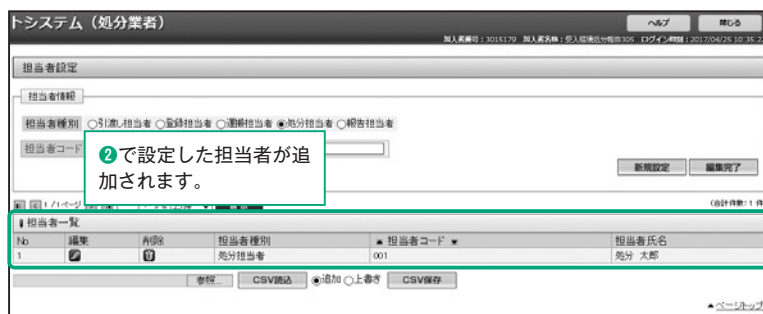 トシステム（処分業者）
ヘルプ 閉じる
加入者番号：3015179 加入者名称：受入環境処分報告305 ログイン時間：2017/04/25 10:35:2
担当者設定
担当者情報
担当者種別 ○引渡し担当者 ○登録担当者 ○運搬担当者 ◉処分担当者 ○報告担当者
担当者コード
❷で設定した担当者が追
加されます。
新規設定 編集完了
1 / 1ページ
(合計件数：1 件
担当者一覧
No 編集 削除 担当者種別 ▲ 担当者コード ▼ 担当者氏名
1 処分担当者 001 処分 太郎
参照... CSV読込 ◉追加 ○上書き CSV保存
▲ページトップ